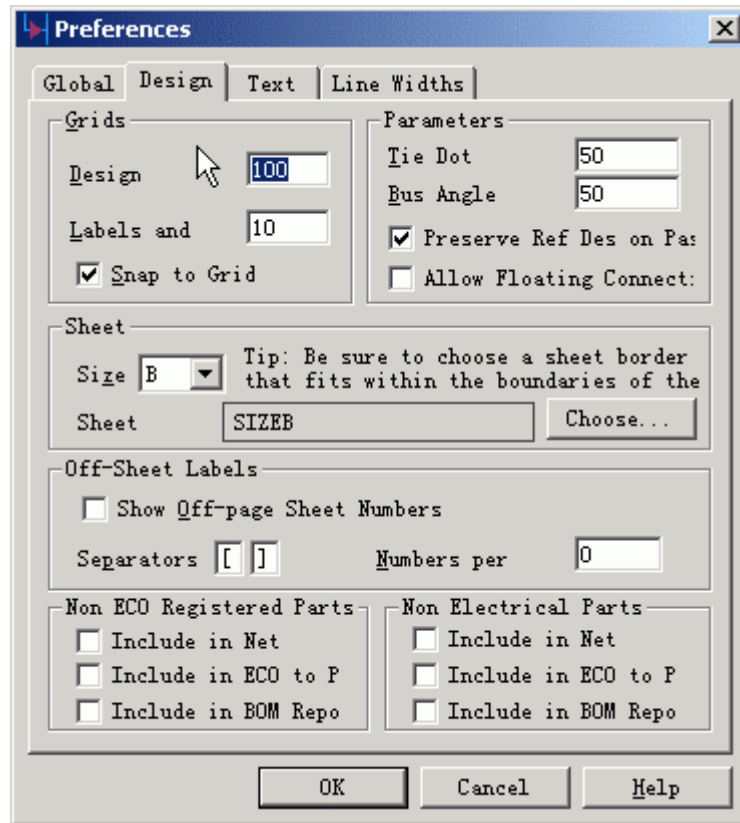 Preferences
Global Design Text Line Widths
Grids
Design 100
Labels and 10
Snap to Grid
Parameters
Tie Dot 50
Bus Angle 50
Preserve Ref Des on Pas
Allow Floating Connect:
Sheet
Size B
Tip: Be sure to choose a sheet border
that fits within the boundaries of the
Sheet SIZEB Choose...
Off-Sheet Labels
Show Off-page Sheet Numbers
Separators [ ] Numbers per 0
Non ECO Registered Parts
Include in Net
Include in ECO to P
Include in BOM Repo
Non Electrical Parts
Include in Net
Include in ECO to P
Include in BOM Repo
OK Cancel Help